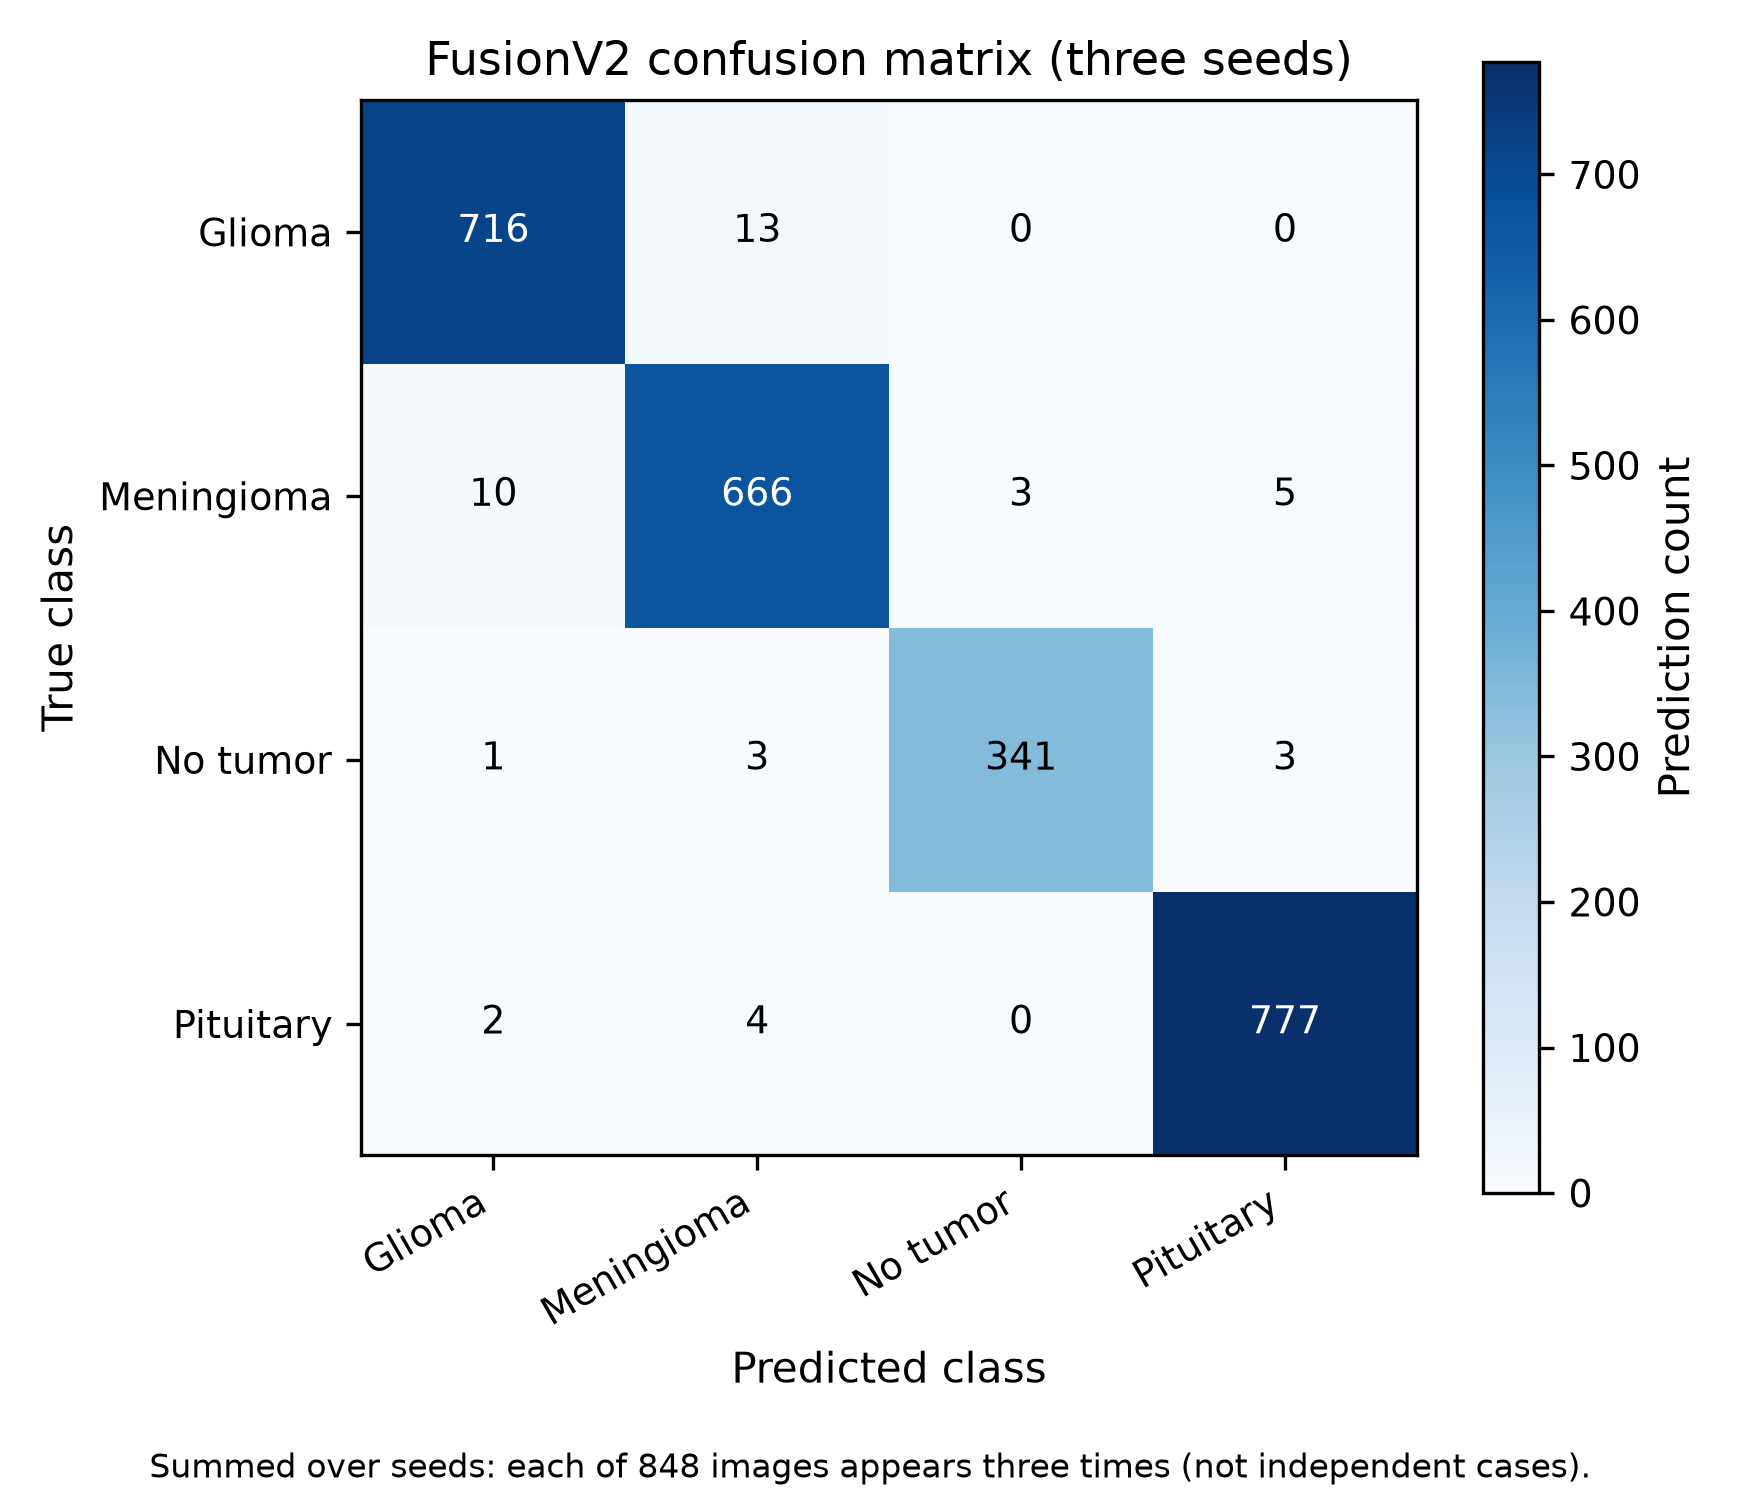 FusionV2 confusion matrix (three seeds)
Glioma 716 13 0 0
Meningioma 10 666 3 5
No tumor 1 3 341 3
Pituitary 2 4 0 777
True class
Glioma Meningioma No tumor Pituitary
Predicted class
700
600
500
400
300
200
100
0
Prediction count
Summed over seeds: each of 848 images appears three times (not independent cases).